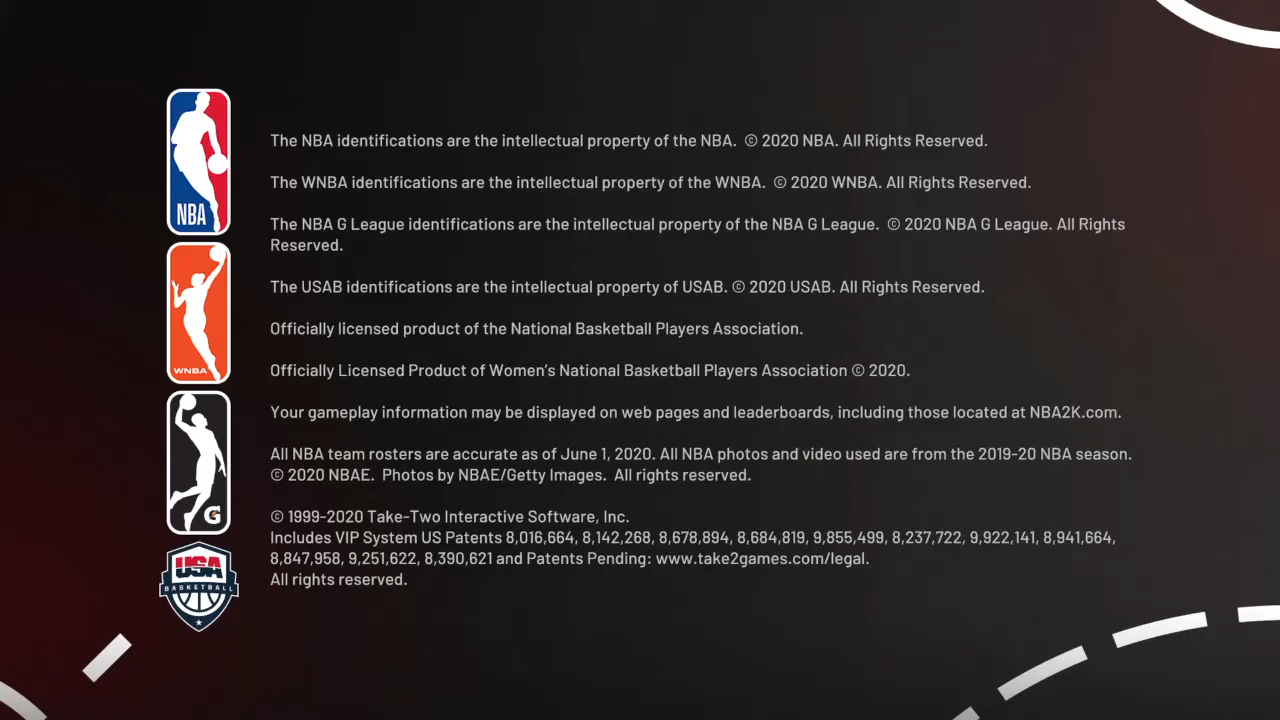 The NBA identifications are the intellectual property of the NBA. © 2020 NBA. All Rights Reserved.
The WNBA identifications are the intellectual property of the WNBA. © 2020 WNBA. All Rights Reserved.
The NBA G League identifications are the intellectual property of the NBA G League. © 2020 NBA G League. All Rights
Reserved.
The USAB identifications are the intellectual property of USAB. © 2020 USAB. All Rights Reserved.
Officially licensed product of the National Basketball Players Association.
Officially Licensed Product of Women's National Basketball Players Association © 2020.
Your gameplay information may be displayed on web pages and leaderboards, including those located at NBA2K.com.
All NBA team rosters are accurate as of June 1, 2020. All NBA photos and video used are from the 2019-20 NBA season.
© 2020 NBAE. Photos by NBAE/Getty Images. All rights reserved.
© 1999-2020 Take-Two Interactive Software, Inc.
Includes VIP System US Patents 8,016,664, 8,142,268, 8,678,894, 8,684,819, 9,855,499, 8,237,722, 9,922,141, 8,941,664,
8,847,958, 9,251,622, 8,390,621 and Patents Pending: www.take2games.com/legal.
All rights reserved.
NBA
WNBA
G
USA
BASKETBALL